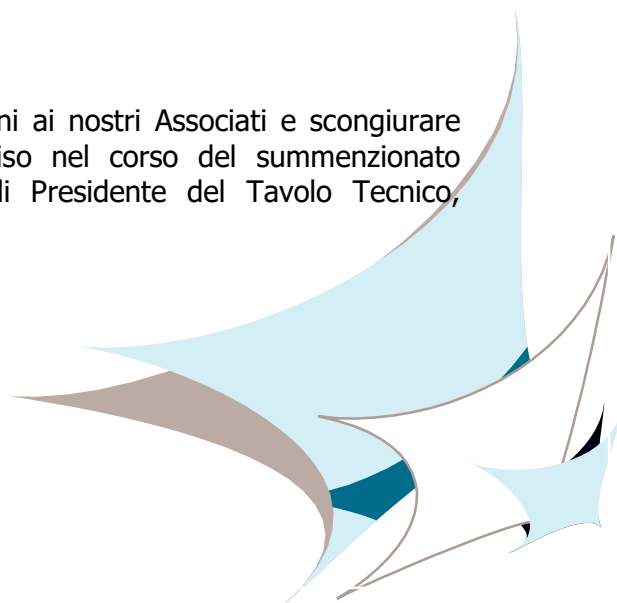 ni ai nostri Associati e scongiurare
iso nel corso del summenzionato
li Presidente del Tavolo Tecnico,